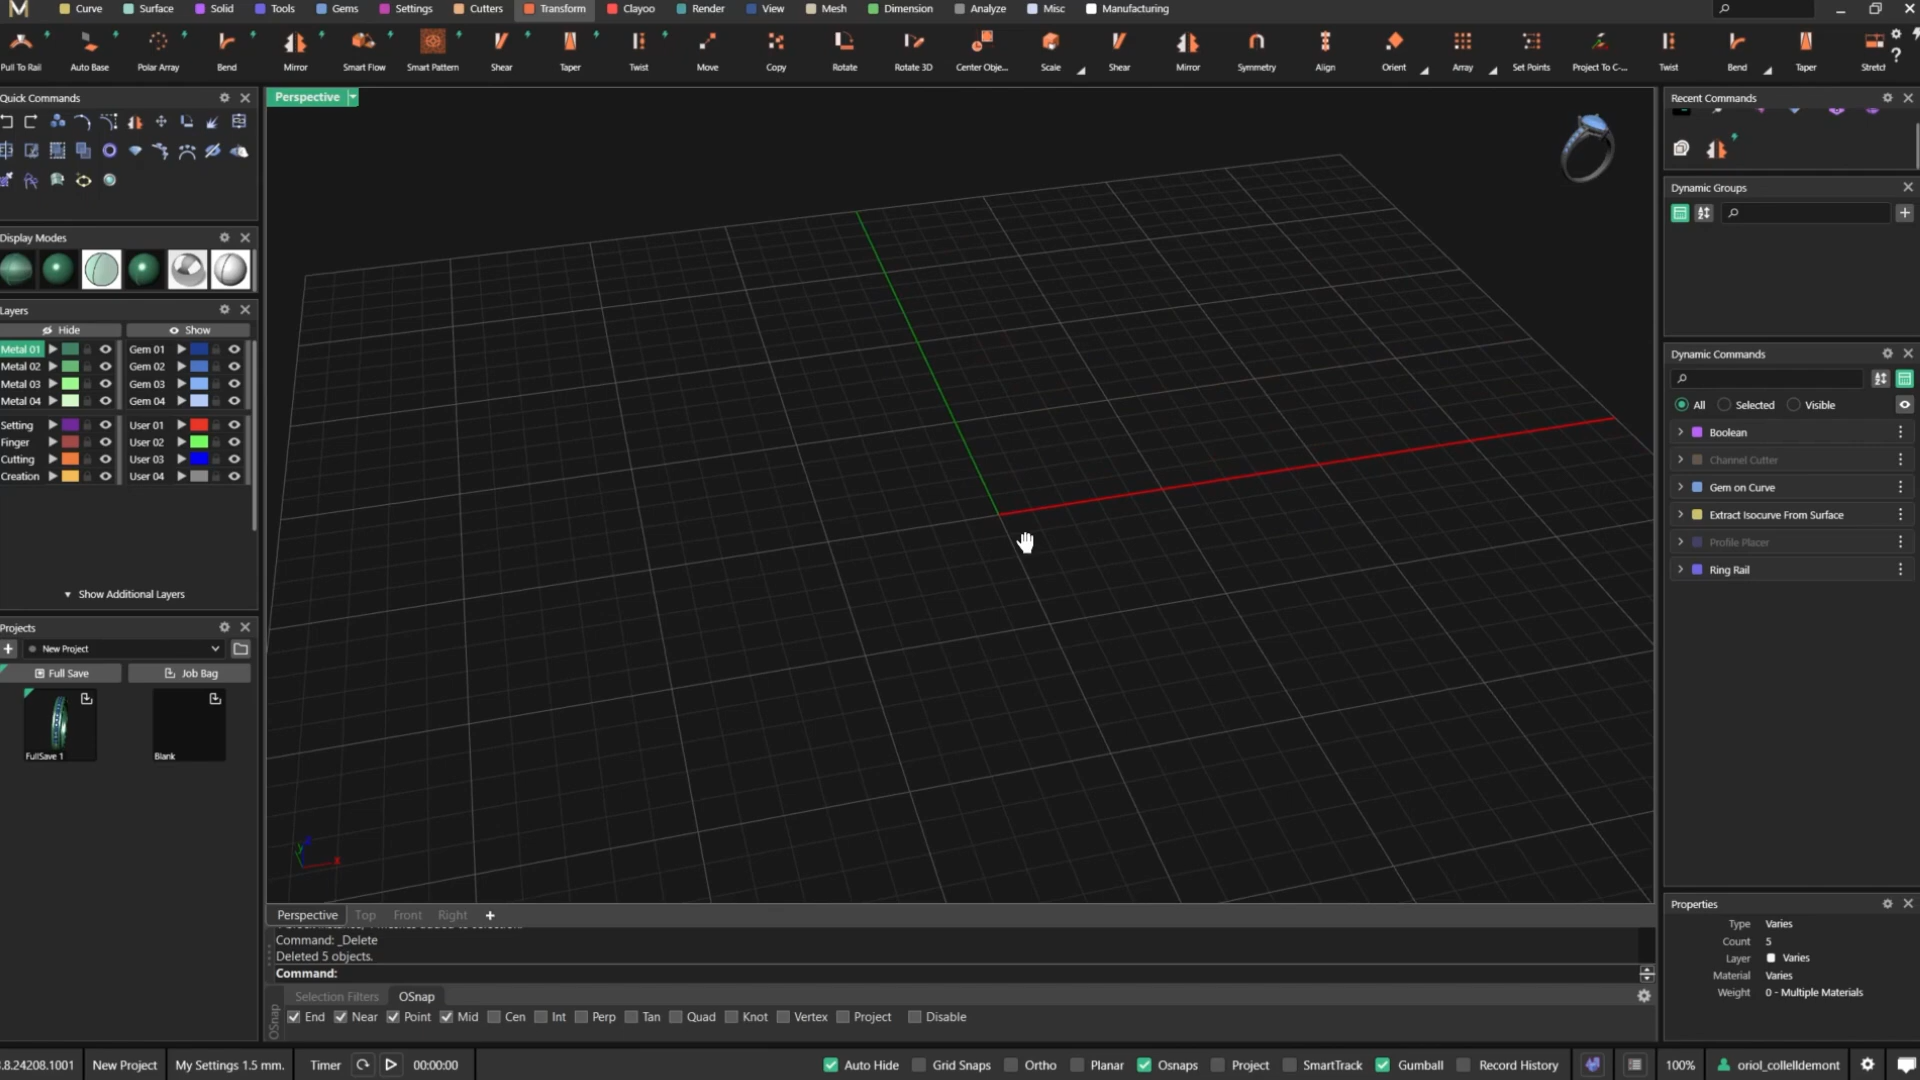 Curve Surface Solid Tools Gems Settings Cutters Transform Clayoo Render View Mesh Dimension Analyze Misc Manufacturing
Pull To Rail Auto Base Polar Array Bend Mirror Smart Flow Smart Pattern Shear Taper Twist Move Copy Rotate Rotate 3D Center Obje... Scale Shear Mirror Symmetry Align Orient Array Set Points Project To C-... Twist Bend Taper Stretch
Quick Commands
Perspective
Recent Commands
Dynamic Groups
Display Modes
Layers
Hide Show
Metal 01 Gem 01
Metal 02 Gem 02
Metal 03 Gem 03
Metal 04 Gem 04
Setting User 01
Finger User 02
Cutting User 03
Creation User 04
Show Additional Layers
Dynamic Commands
All Selected Visible
Boolean
Channel Cutter
Gem on Curve
Extract Isocurve From Surface
Profile Placer
Ring Rail
Projects
New Project
Full Save Job Bag
FullSave 1 Blank
y x
Perspective Top Front Right
Command: _Delete
Deleted 5 objects.
Command:
Selection Filters OSnap
OSnap
End Near Point Mid Cen Int Perp Tan Quad Knot Vertex Project Disable
Properties
Type Varies
Count 5
Layer Varies
Material Varies
Weight 0 - Multiple Materials
.8.24208.1001 New Project My Settings 1.5 mm. Timer 00:00:00 Auto Hide Grid Snaps Ortho Planar Osnaps Project SmartTrack Gumball Record History 100% oriol_collelldemont